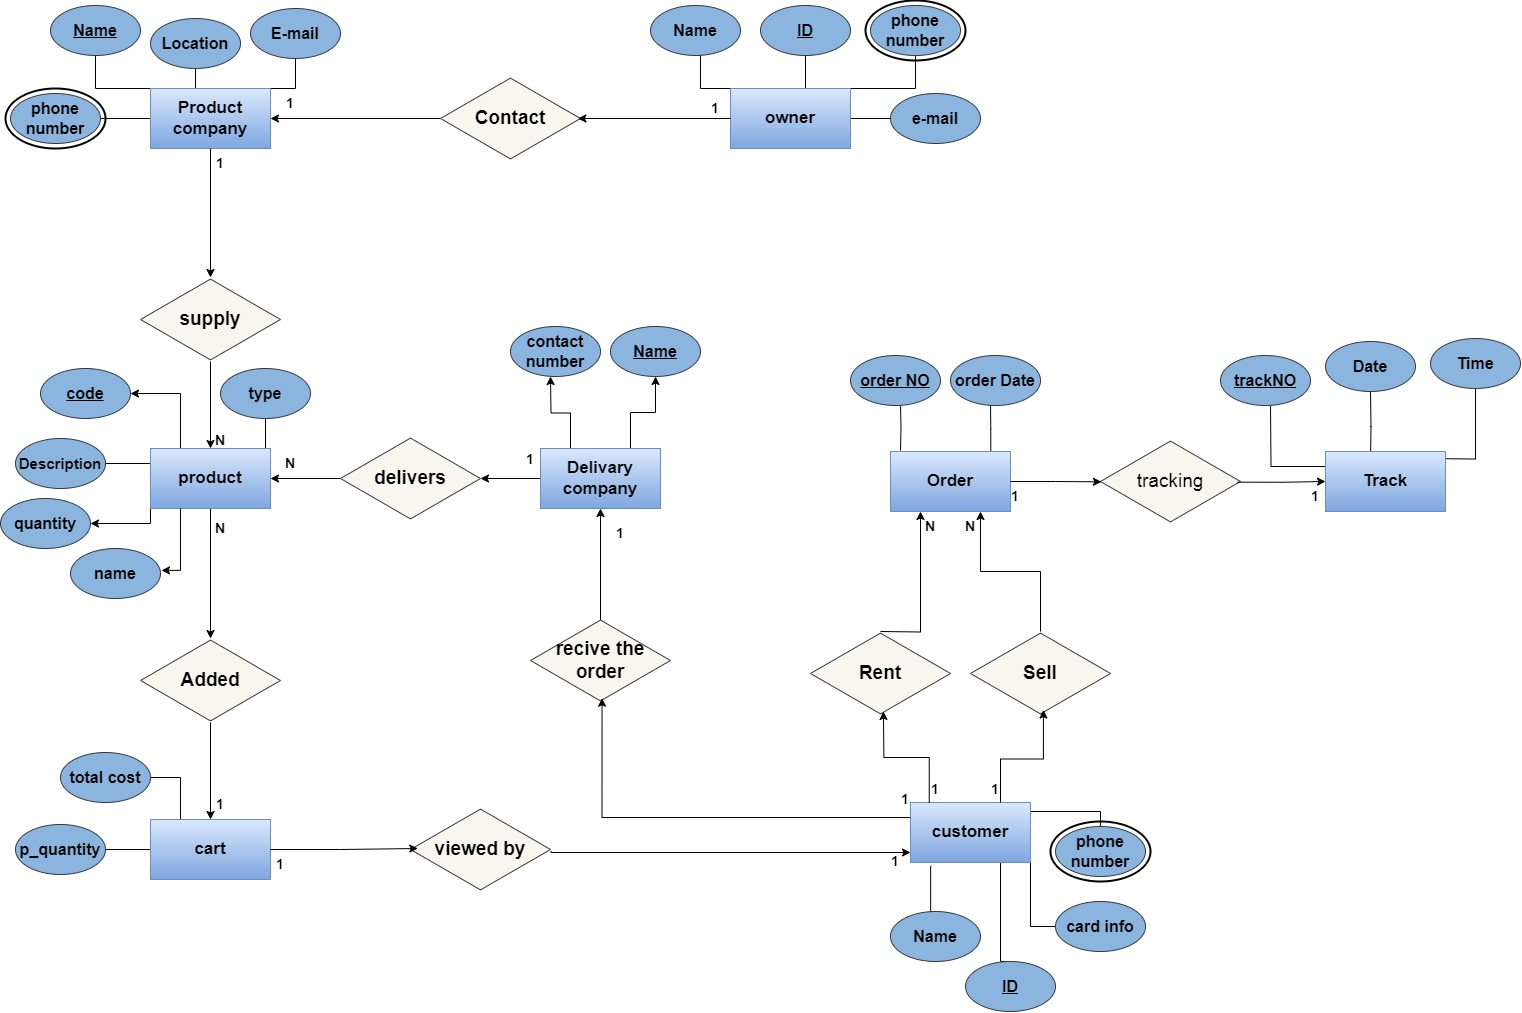 Name
Location
E-mail
phone
number
Product
company
1
Contact
1
owner
Name
ID
phone
number
e-mail
1
supply
N
code
type
Description
product
quantity
name
N
N
delivers
1
Delivary
company
contact
number
Name
1
recive the
order
order NO
order Date
Order
1
tracking
1
Track
trackNO
Date
Time
N
N
Rent
Sell
Added
1
total cost
p_quantity
cart
1
viewed by
1
1
1
1
customer
phone
number
card info
Name
ID